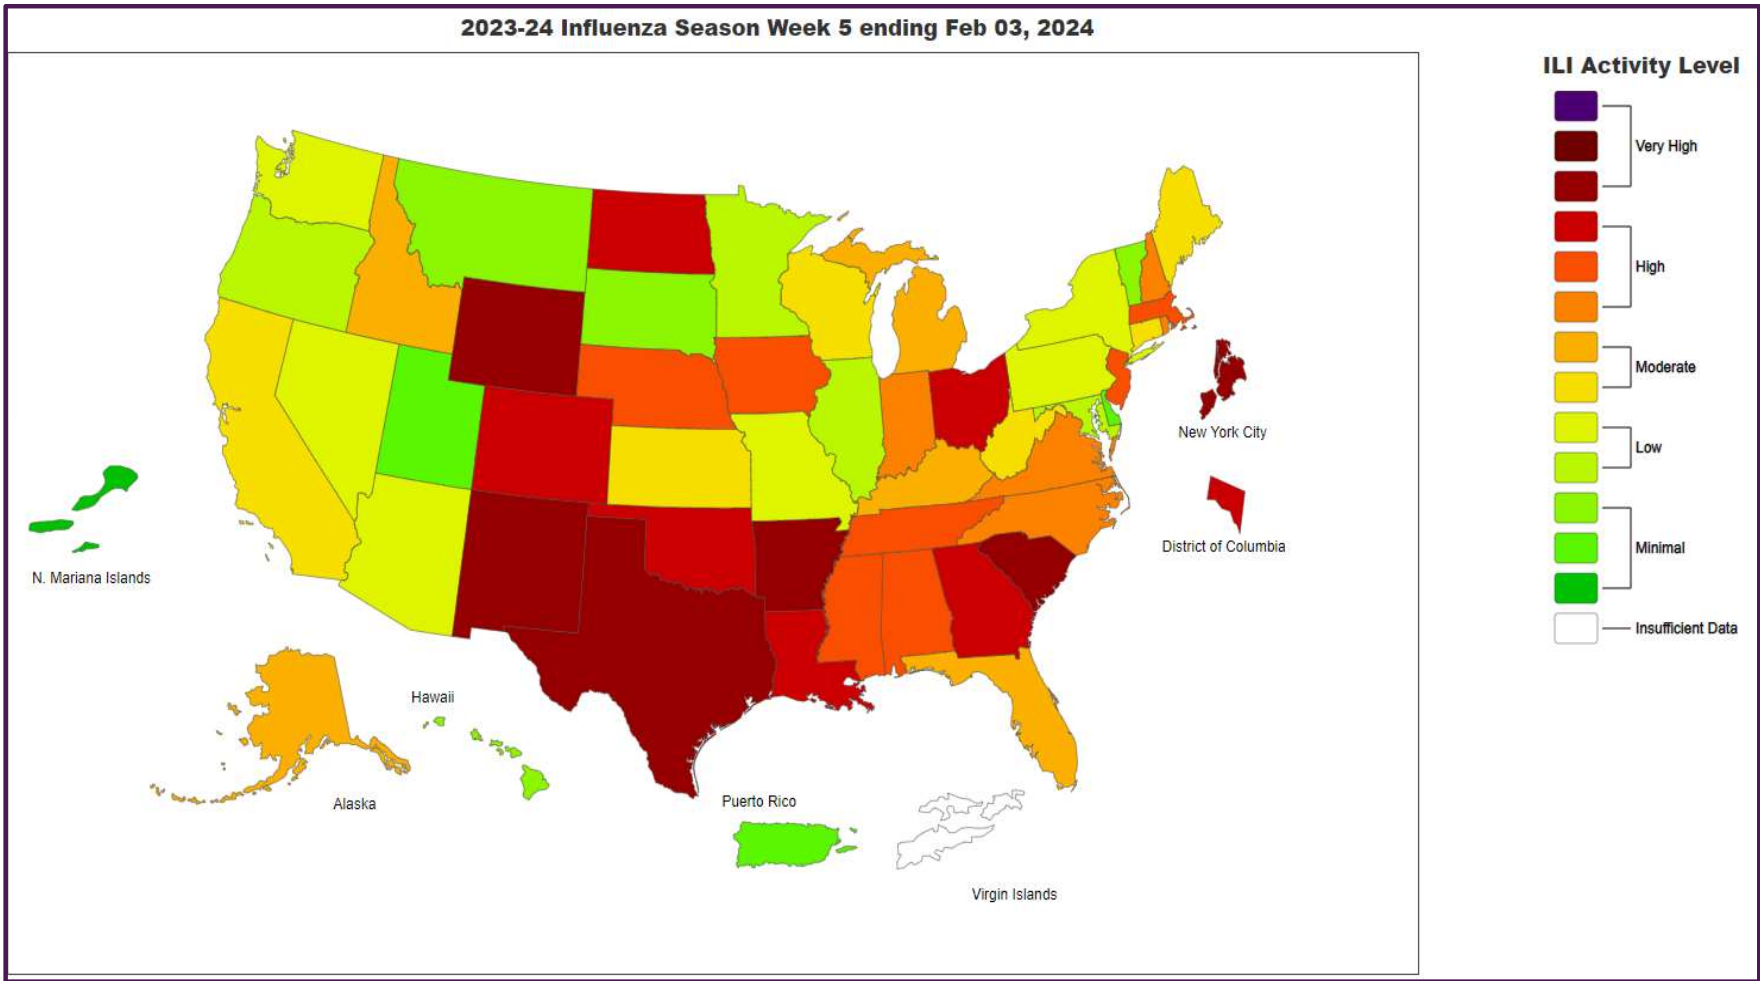 2023-24 Influenza Season Week 5 ending Feb 03, 2024
ILI Activity Level
Very High
High
Moderate
Low
Minimal
Insufficient Data
New York City
District of Columbia
N. Mariana Islands
Hawaii
Alaska
Puerto Rico
Virgin Islands